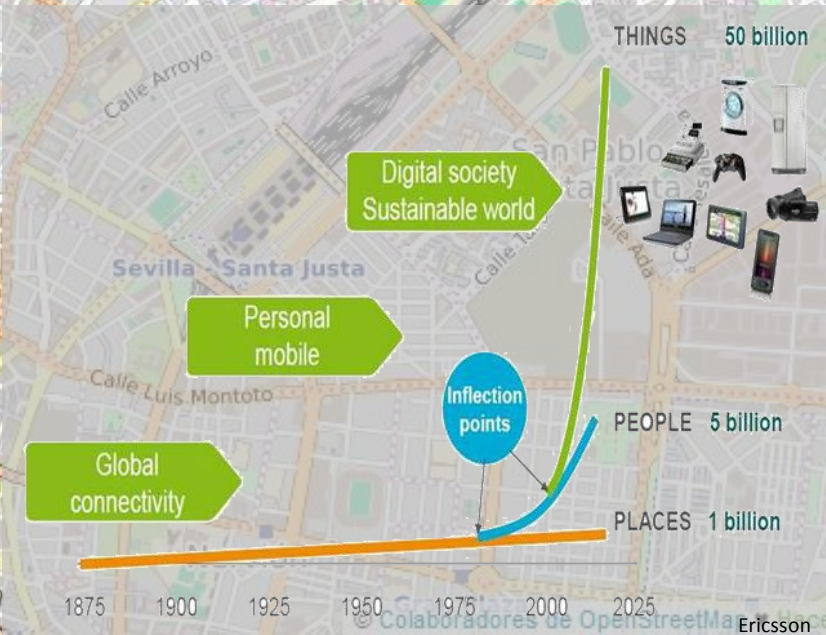 THINGS 50 billion
Calle Arroyo
San Pablo
Digital society
Sustainable world
Sevilla - Santa Justa
Personal
mobile
Calle Luis Montoto
Inflection
points
PEOPLE 5 billion
Global
connectivity
PLACES 1 billion
1875 1900 1925 1950 1975 2000 2025
© Colaboradores de OpenStreetMap
Ericsson